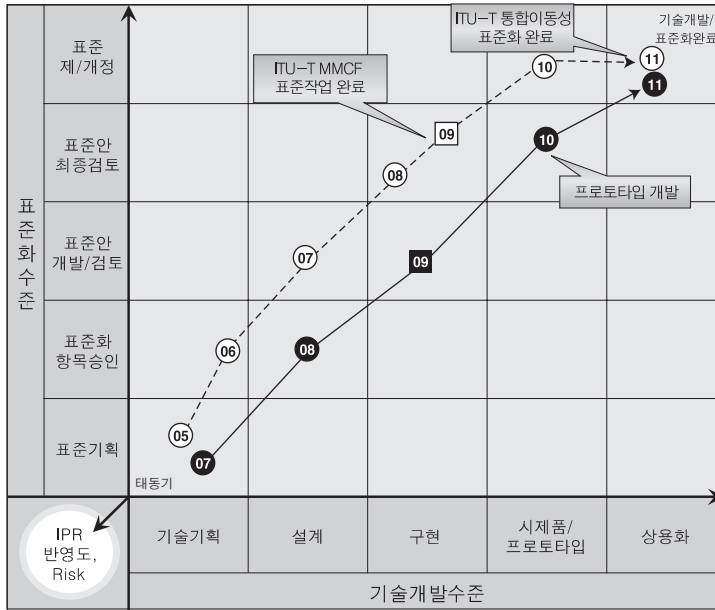 표준
제/개정
ITU-T MMCF
표준작업 완료
ITU-T 통합이동성
표준화 완료
기술개발/
표준화완료
10
11
11
표준안
최종검토
09
08
10
프로토타입 개발
표준화수준
표준안
개발/검토
07
09
표준화
항목승인
06
08
표준기획
05
07
태동기
IPR
반영도,
Risk
기술기획
설계
구현
시제품/
프로토타입
상용화
기술개발수준